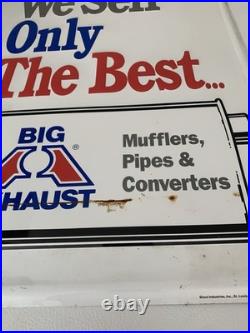 We Sell
Only
The Best...
BIG
®
HAUST
Mufflers,
Pipes &
Converters